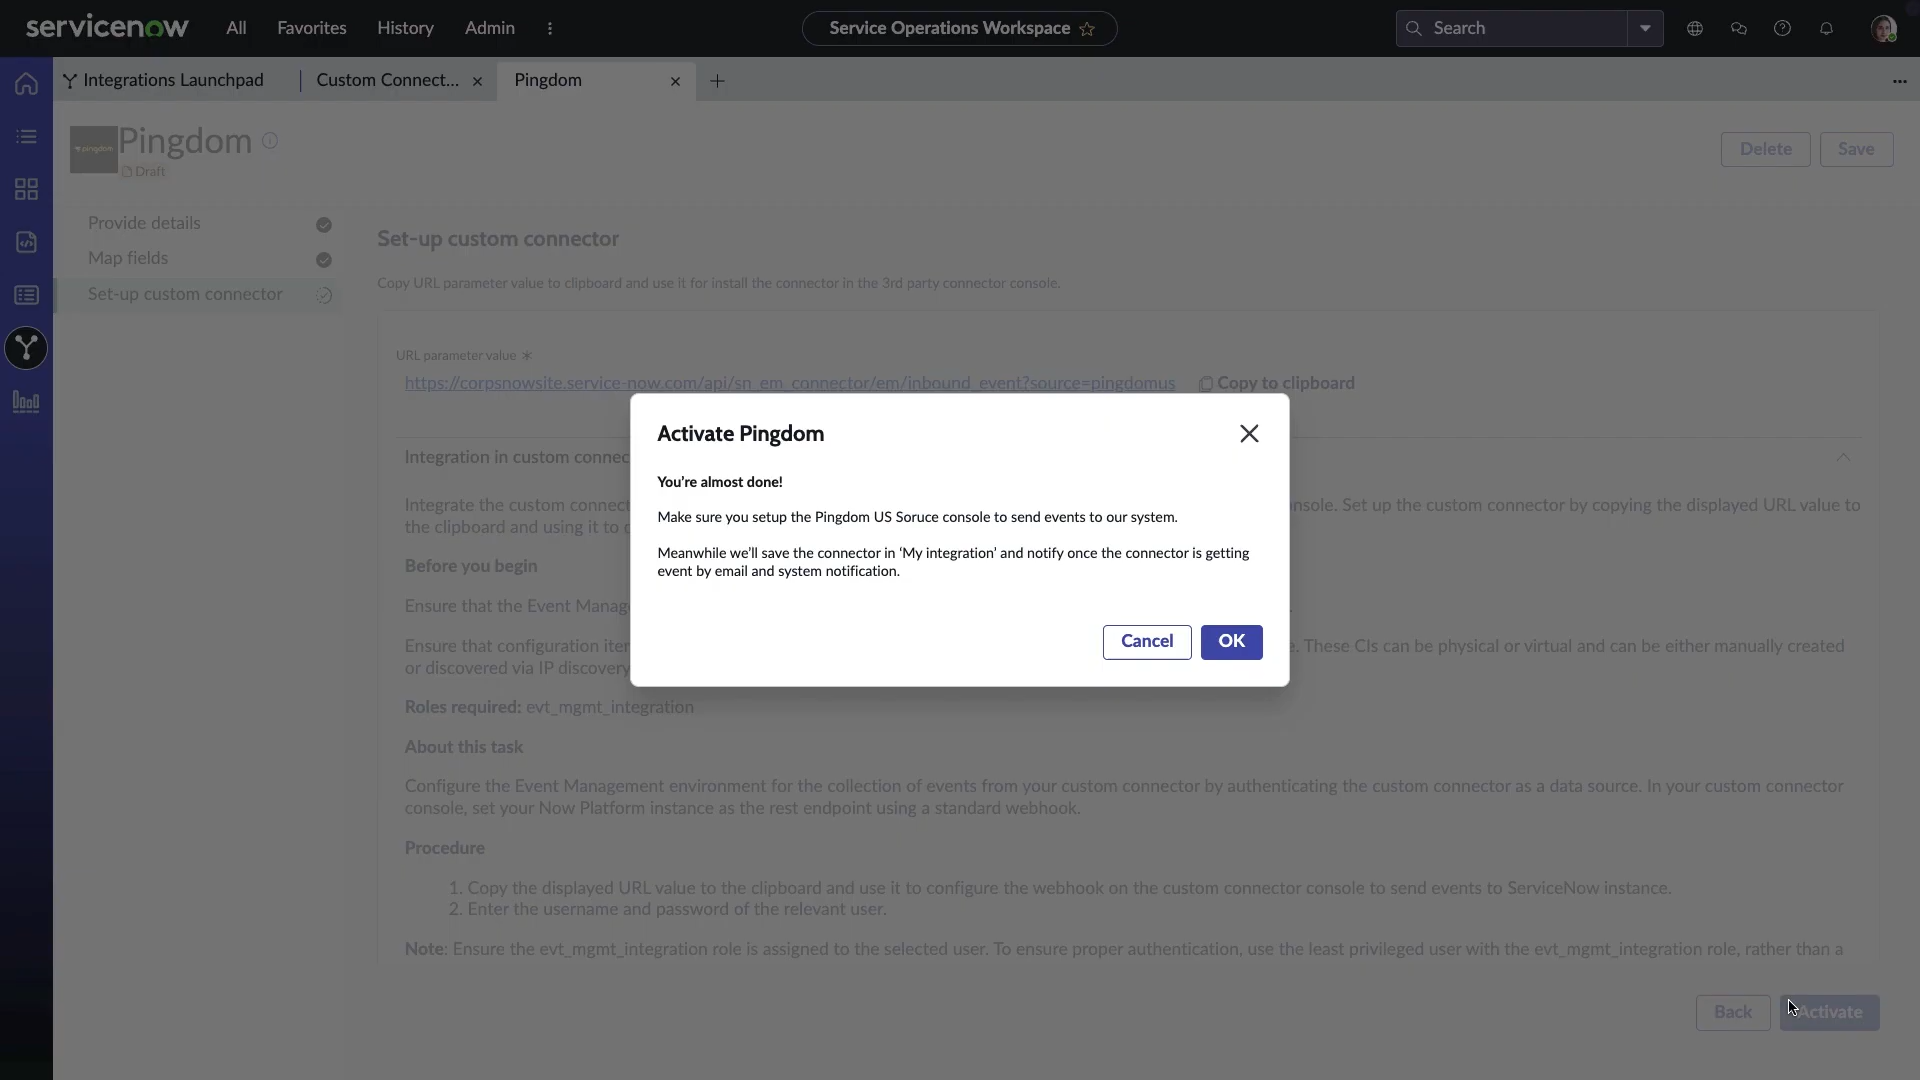 servicenow All Favorites History Admin Service Operations Workspace Search
Integrations Launchpad Custom Connect... Pingdom
pingdom Pingdom Delete Save
Draft
Provide details
Map fields
Set-up custom connector
Set-up custom connector
Copy URL parameter value to clipboard and use it for install the connector in the 3rd party connector console.
URL parameter value *
https://corpsnowsite.service-now.com/api/sn_em_connector/em/inbound_event?source=pingdomus Copy to clipboard
Activate Pingdom
You're almost done!
Make sure you setup the Pingdom US Soruce console to send events to our system.
Meanwhile we'll save the connector in ‘My integration’ and notify once the connector is getting
event by email and system notification.
Cancel OK
Integration in custom connec
Integrate the custom connect nsole. Set up the custom connector by copying the displayed URL value to
the clipboard and using it to c
Before you begin
Ensure that the Event Manag
Ensure that configuration iter e. These CIs can be physical or virtual and can be either manually created
or discovered via IP discovery
Roles required: evt_mgmt_integration
About this task
Configure the Event Management environment for the collection of events from your custom connector by authenticating the custom connector as a data source. In your custom connector
console, set your Now Platform instance as the rest endpoint using a standard webhook.
Procedure
1. Copy the displayed URL value to the clipboard and use it to configure the webhook on the custom connector console to send events to ServiceNow instance.
2. Enter the username and password of the relevant user.
Note: Ensure the evt_mgmt_integration role is assigned to the selected user. To ensure proper authentication, use the least privileged user with the evt_mgmt_integration role, rather than a
Back Activate